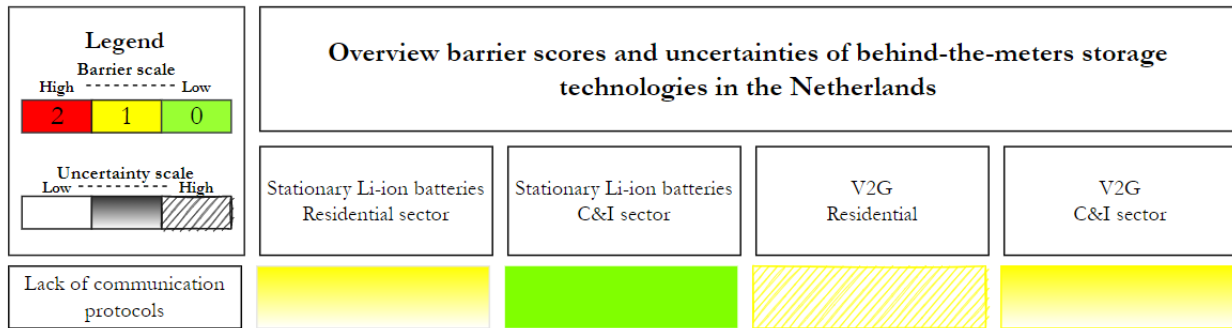 Legend
Barrier scale
High Low
2 1 0
Uncertainty scale
Low High
Overview barrier scores and uncertainties of behind-the-meters storage
technologies in the Netherlands
Stationary Li-ion batteries
Residential sector
Stationary Li-ion batteries
C&I sector
V2G
Residential
V2G
C&I sector
Lack of communication
protocols